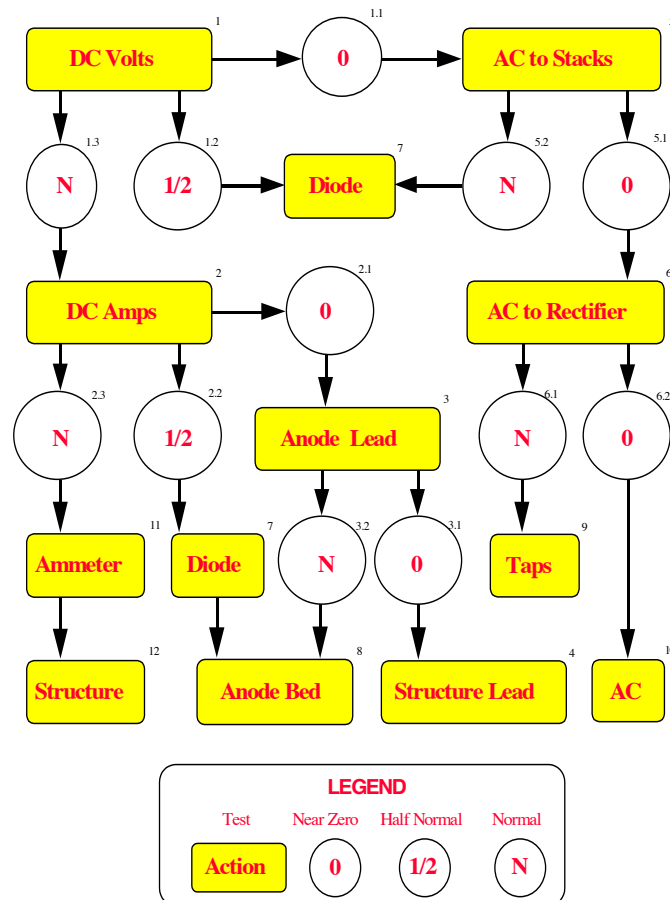 1
1.1
DC Volts
0
AC to Stacks
1.3
1.2
7
5.2
5.1
N
1/2
Diode
N
0
2
2.1
6
DC Amps
0
AC to Rectifier
2.3
2.2
3
6.1
6.2
N
1/2
Anode Lead
N
0
11
7
3.2
3.1
9
Ammeter
Diode
N
0
Taps
12
8
4
Structure
Anode Bed
Structure Lead
AC
LEGEND
Test
Near Zero
Half Normal
Normal
Action
0
1/2
N